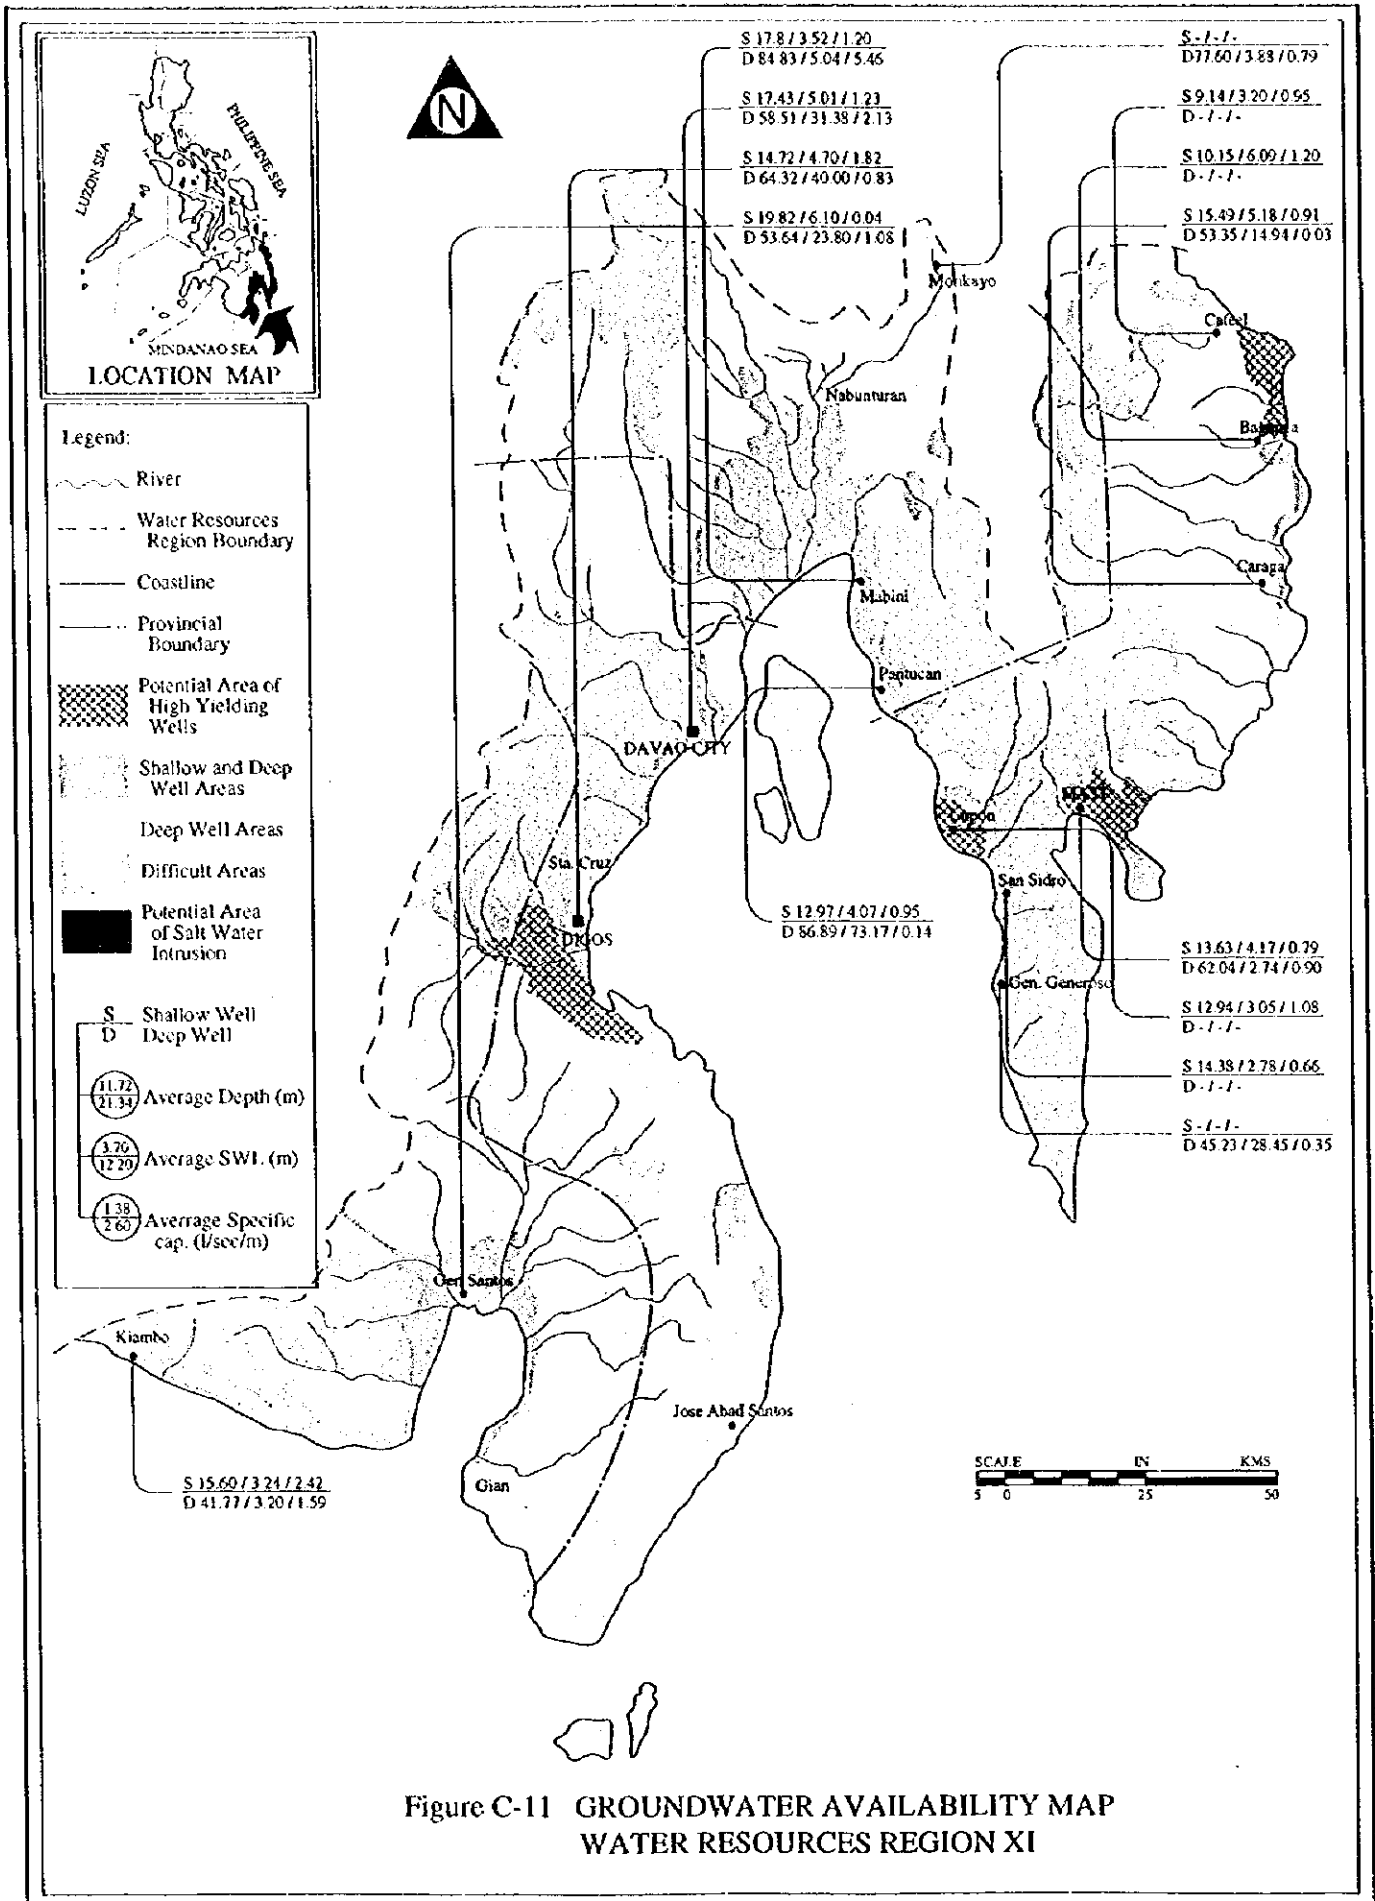 LUZON SEA
PHILIPPINE SEA
MINDANAO SEA
LOCATION MAP
N
S 17.8 / 3.52 / 1.20
D 84.83 / 5.04 / 5.46
S 17.43 / 5.01 / 1.23
D 58.51 / 31.38 / 2.13
S 14.72 / 4.70 / 1.82
D 64.32 / 40.00 / 0.83
S 19.82 / 6.10 / 0.04
D 53.64 / 23.80 / 1.08
S - / - / -
D 77.60 / 3.88 / 0.79
S 9.14 / 3.20 / 0.95
D - / - / -
S 10.15 / 6.09 / 1.20
D - / - / -
S 15.49 / 5.18 / 0.91
D 53.35 / 14.94 / 0.03
Legend:
River
Water Resources
Region Boundary
Coastline
Provincial
Boundary
Potential Area of
High Yielding
Wells
Shallow and Deep
Well Areas
Deep Well Areas
Difficult Areas
Potential Area
of Salt Water
Intrusion
S Shallow Well
D Deep Well
11.72
21.34
Average Depth (m)
3.70
12.20
Average SWL (m)
1.38
2.60
Averrage Specific
cap. (l/sec/m)
Monkayo
Cateel
Nabunturan
Caraga
Mabini
Pantucan
DAVAO CITY
Lupon
Sta. Cruz
San Sidro
DIGOS
Gen. Generoso
S 12.97 / 4.07 / 0.95
D 86.89 / 73.17 / 0.14
S 13.63 / 4.17 / 0.79
D 62.04 / 2.74 / 0.90
S 12.94 / 3.05 / 1.08
D - / - / -
S 14.38 / 2.78 / 0.66
D - / - / -
S - / - / -
D 45.23 / 28.45 / 0.35
Gen. Santos
Kiambo
Jose Abad Santos
Gian
S 15.60 / 3.24 / 2.42
D 41.77 / 3.20 / 1.59
SCALE IN KMS
5 0 25 50
Figure C-11 GROUNDWATER AVAILABILITY MAP
WATER RESOURCES REGION XI